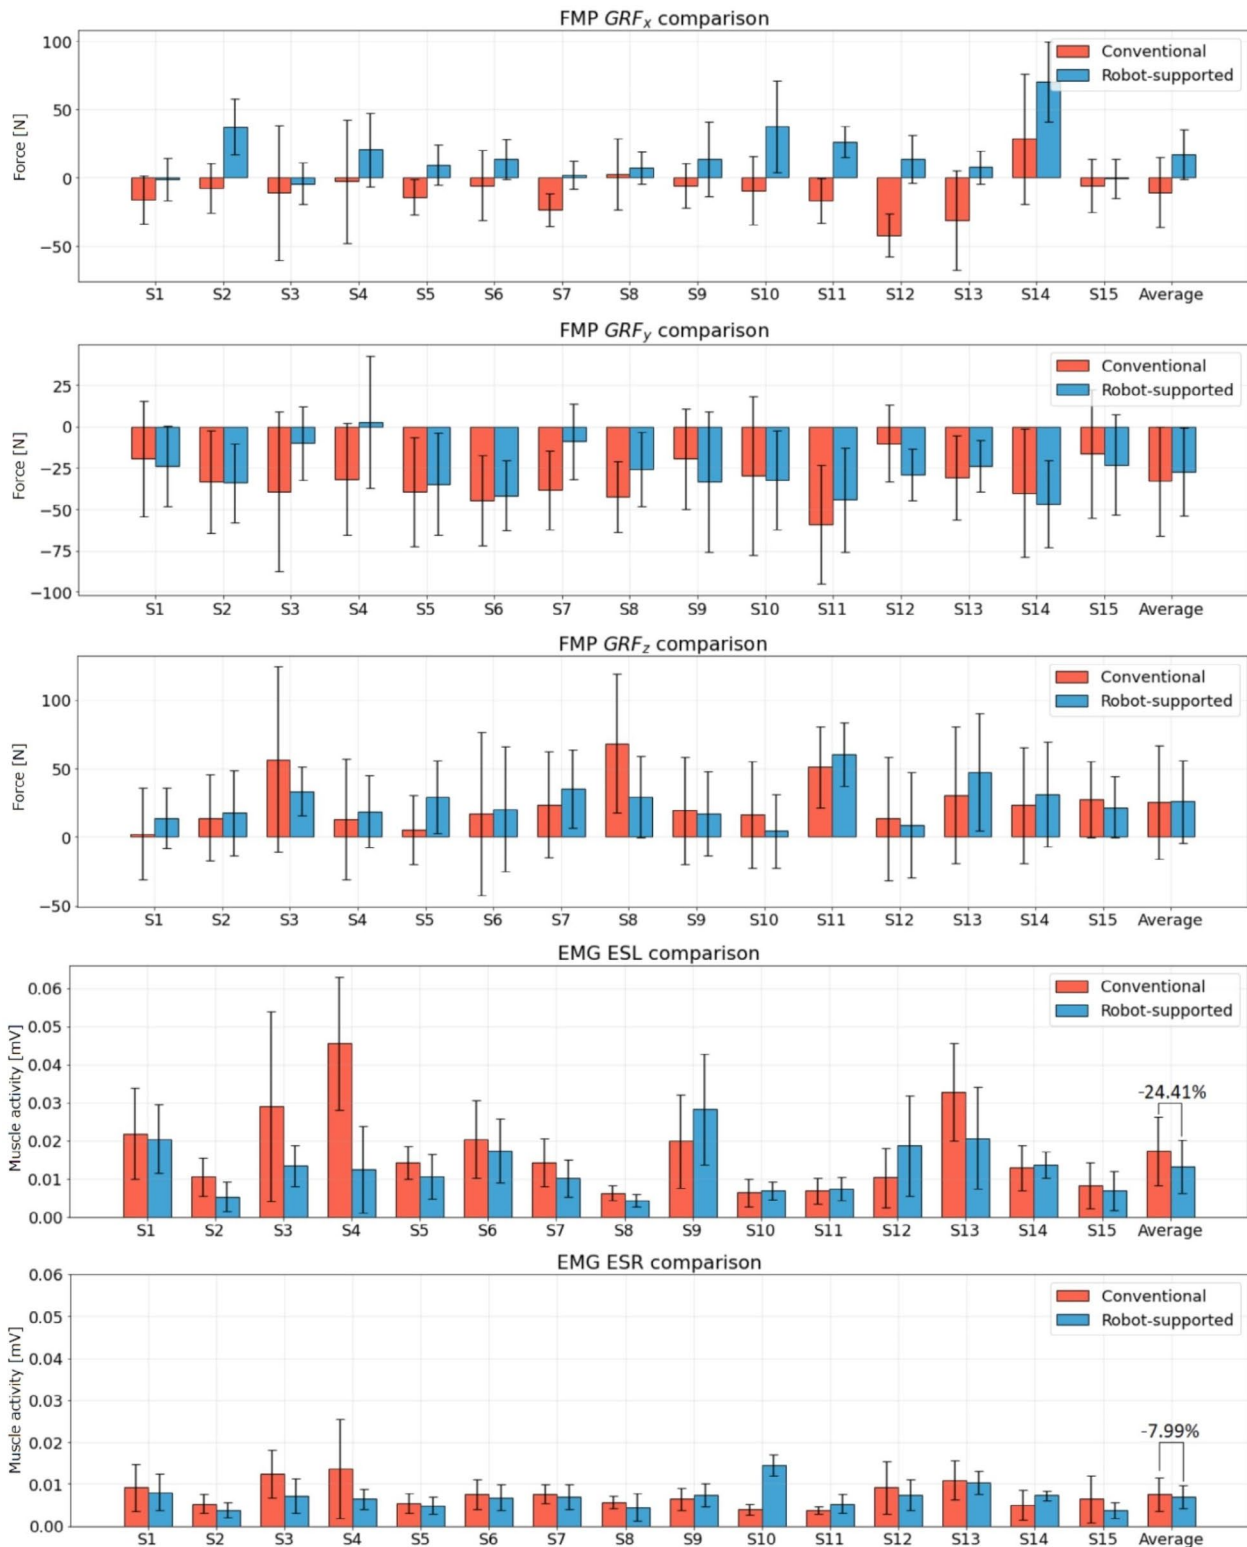 FMP GRFx comparison
Force [N]
100
50
0
−50
Conventional
Robot-supported
S1 S2 S3 S4 S5 S6 S7 S8 S9 S10 S11 S12 S13 S14 S15 Average
FMP GRFy comparison
Force [N]
25
0
−25
−50
−75
−100
Conventional
Robot-supported
S1 S2 S3 S4 S5 S6 S7 S8 S9 S10 S11 S12 S13 S14 S15 Average
FMP GRFz comparison
Force [N]
100
50
0
−50
Conventional
Robot-supported
S1 S2 S3 S4 S5 S6 S7 S8 S9 S10 S11 S12 S13 S14 S15 Average
EMG ESL comparison
Muscle activity [mV]
0.06
0.05
0.04
0.03
0.02
0.01
0.00
Conventional
Robot-supported
-24.41%
S1 S2 S3 S4 S5 S6 S7 S8 S9 S10 S11 S12 S13 S14 S15 Average
EMG ESR comparison
Muscle activity [mV]
0.06
0.05
0.04
0.03
0.02
0.01
0.00
Conventional
Robot-supported
-7.99%
S1 S2 S3 S4 S5 S6 S7 S8 S9 S10 S11 S12 S13 S14 S15 Average